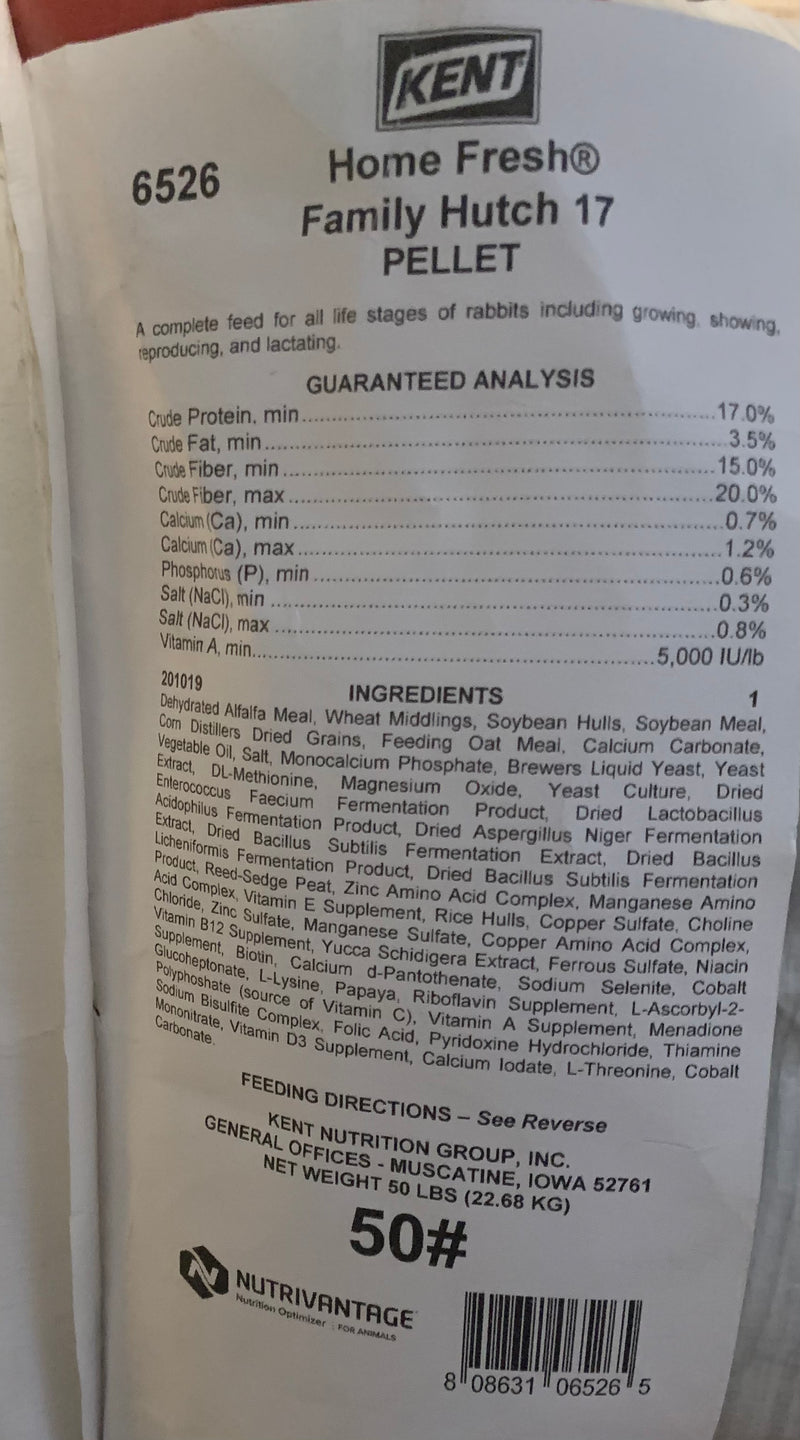 KENT
6526
Home Fresh®
Family Hutch 17
PELLET
A complete feed for all life stages of rabbits including growing, showing,
reproducing, and lactating.
GUARANTEED ANALYSIS
Crude Protein, min..........17.0%
Crude Fat, min..........3.5%
Crude Fiber, min..........15.0%
Crude Fiber, max..........20.0%
Calcium (Ca), min..........0.7%
Calcium (Ca), max..........1.2%
Phosphorus (P), min..........0.6%
Salt (NaCl), min..........0.3%
Salt (NaCl), max..........0.8%
Vitamin A, min..........5,000 IU/lb
201019
INGREDIENTS 1
Dehydrated Alfalfa Meal, Wheat Middlings, Soybean Hulls, Soybean Meal,
Corn Distillers Dried Grains, Feeding Oat Meal, Calcium Carbonate,
Vegetable Oil, Salt, Monocalcium Phosphate, Brewers Liquid Yeast, Yeast
Extract, DL-Methionine, Magnesium Oxide, Yeast Culture, Dried
Enterococcus Faecium Fermentation Product, Dried Lactobacillus
Acidophilus Fermentation Product, Dried Aspergillus Niger Fermentation
Extract, Dried Bacillus Subtilis Fermentation Extract, Dried Bacillus
Licheniformis Fermentation Product, Dried Bacillus Subtilis Fermentation
Product, Reed-Sedge Peat, Zinc Amino Acid Complex, Manganese Amino
Acid Complex, Vitamin E Supplement, Rice Hulls, Copper Sulfate, Choline
Chloride, Zinc Sulfate, Manganese Sulfate, Copper Amino Acid Complex,
Vitamin B12 Supplement, Yucca Schidigera Extract, Ferrous Sulfate, Niacin
Supplement, Biotin, Calcium d-Pantothenate, Sodium Selenite, Cobalt
Glucoheptonate, L-Lysine, Papaya, Riboflavin Supplement, L-Ascorbyl-2-
Polyphoshate (source of Vitamin C), Vitamin A Supplement, Menadione
Sodium Bisulfite Complex, Folic Acid, Pyridoxine Hydrochloride, Thiamine
Mononitrate, Vitamin D3 Supplement, Calcium Iodate, L-Threonine, Cobalt
Carbonate.
FEEDING DIRECTIONS – See Reverse
KENT NUTRITION GROUP, INC.
GENERAL OFFICES - MUSCATINE, IOWA 52761
NET WEIGHT 50 LBS (22.68 KG)
50#
NUTRIVANTAGE
Nutrition Optimizer : FOR ANIMALS
8 08631 06526 5